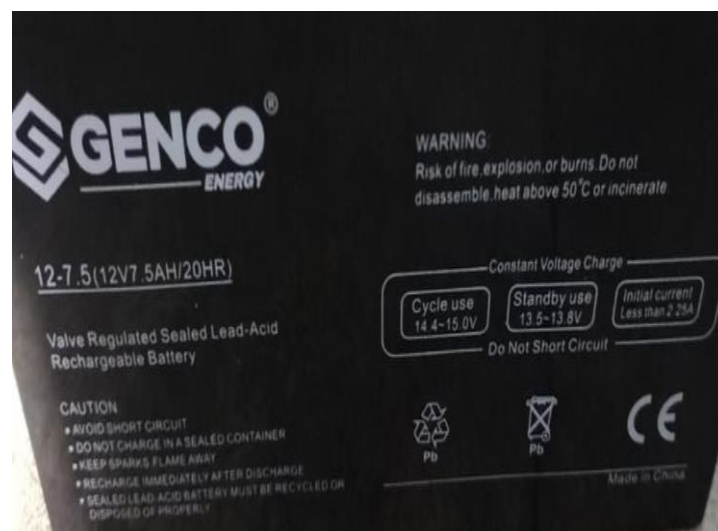 GENCO®
ENERGY
12-7.5(12V7.5AH/20HR)
Valve Regulated Sealed Lead-Acid
Rechargeable Battery
CAUTION
• AVOID SHORT CIRCUIT
• DO NOT CHARGE IN A SEALED CONTAINER
• KEEP SPARKS FLAME AWAY
• RECHARGE IMMEDIATELY AFTER DISCHARGE
• SEALED LEAD-ACID BATTERY MUST BE RECYCLED OR
DISPOSED OF PROPERLY
WARNING:
Risk of fire,explosion,or burns.Do not
disassemble,heat above 50°C or incinerate
Constant Voltage Charge
Cycle use
14.4~15.0V
Standby use
13.5~13.8V
Initial current
Less than 2.25A
Do Not Short Circuit
Pb
Pb
CE
Made in China